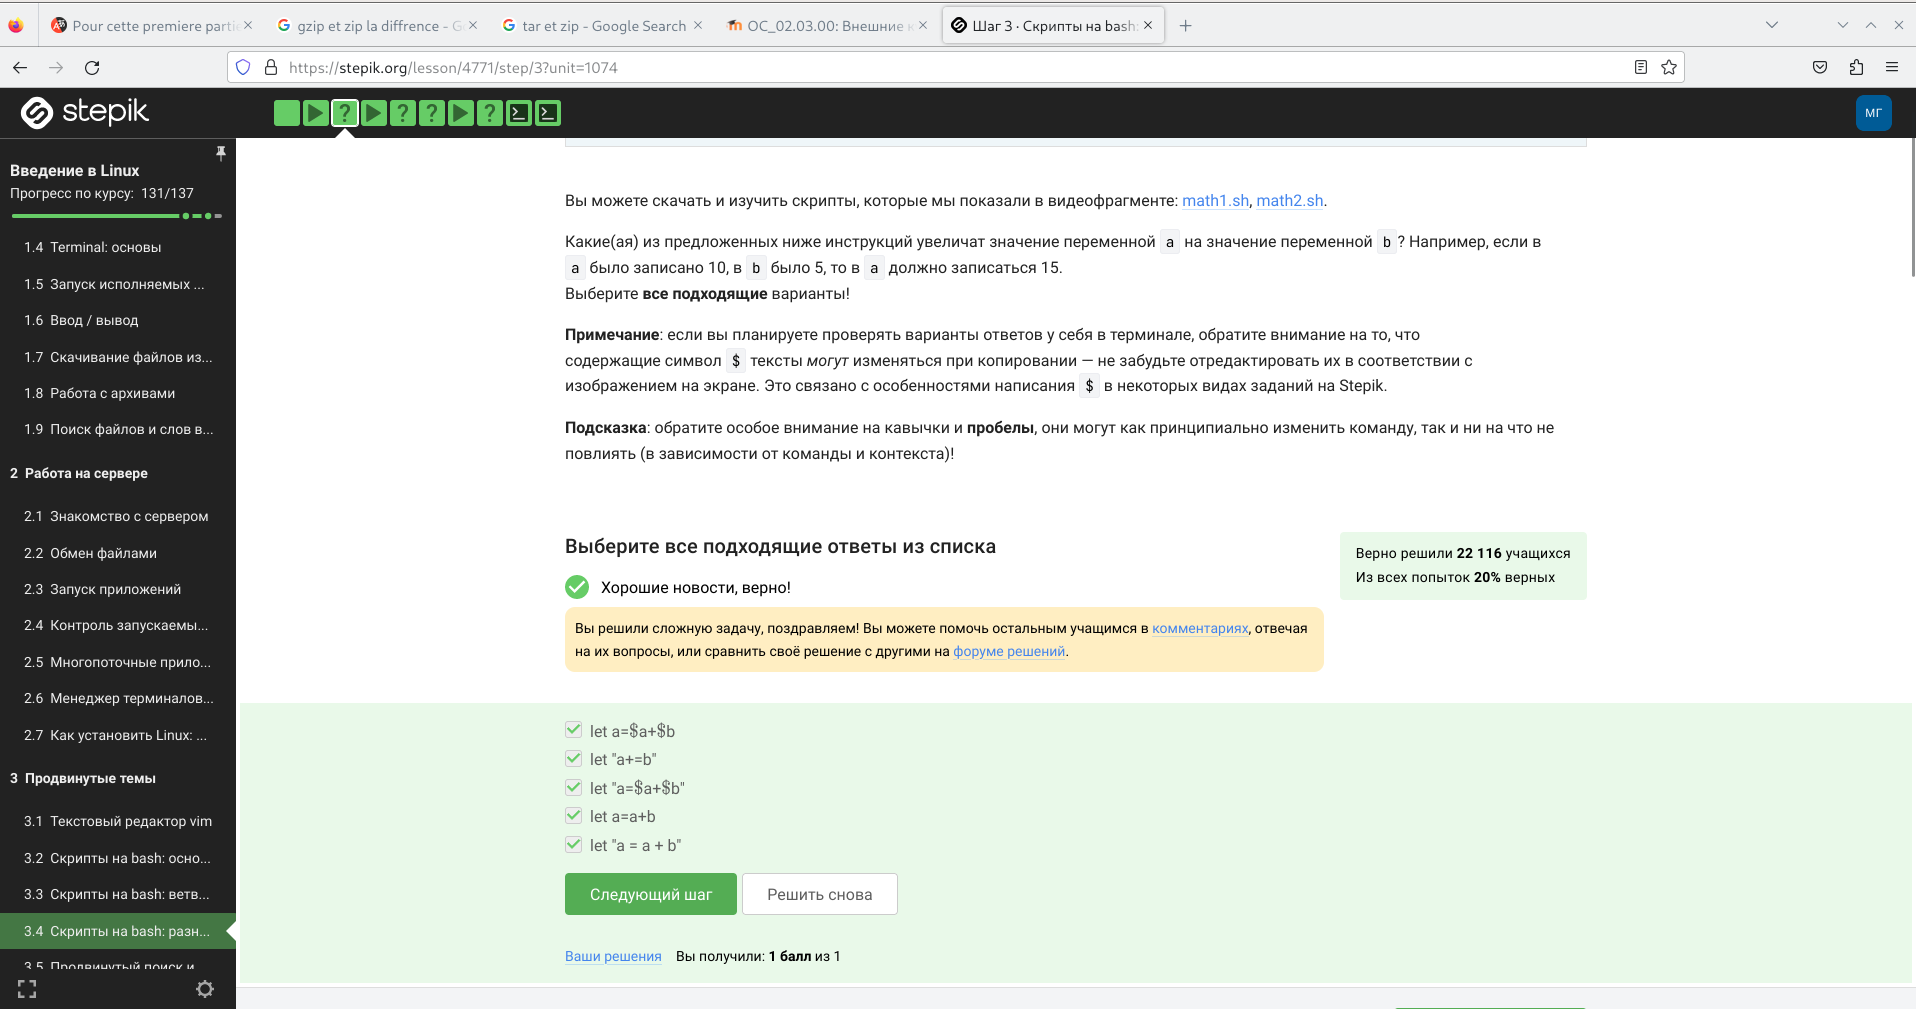 Pour cette premiere parti
gzip et zip la diffrence - G
tar et zip - Google Search
ОС_02.03.00: Внешние к
Шаг 3 · Скрипты на bash:
https://stepik.org/lesson/4771/step/3?unit=1074
stepik
МГ
Введение в Linux
Прогресс по курсу: 131/137
1.4 Terminal: основы
1.5 Запуск исполняемых ...
1.6 Ввод / вывод
1.7 Скачивание файлов из...
1.8 Работа с архивами
1.9 Поиск файлов и слов в...
2 Работа на сервере
2.1 Знакомство с сервером
2.2 Обмен файлами
2.3 Запуск приложений
2.4 Контроль запускаемы...
2.5 Многопоточные прило...
2.6 Менеджер терминалов...
2.7 Как установить Linux: ...
3 Продвинутые темы
3.1 Текстовый редактор vim
3.2 Скрипты на bash: осно...
3.3 Скрипты на bash: ветв...
3.4 Скрипты на bash: разн...
3.5 Продвинутый поиск и
Вы можете скачать и изучить скрипты, которые мы показали в видеофрагменте: math1.sh, math2.sh.
Какие(ая) из предложенных ниже инструкций увеличат значение переменной a на значение переменной b? Например, если в
a было записано 10, в b было 5, то в a должно записаться 15.
Выберите все подходящие варианты!
Примечание: если вы планируете проверять варианты ответов у себя в терминале, обратите внимание на то, что
содержащие символ $ тексты могут изменяться при копировании — не забудьте отредактировать их в соответствии с
изображением на экране. Это связано с особенностями написания $ в некоторых видах заданий на Stepik.
Подсказка: обратите особое внимание на кавычки и пробелы, они могут как принципиально изменить команду, так и ни на что не
повлиять (в зависимости от команды и контекста)!
Выберите все подходящие ответы из списка
Верно решили 22 116 учащихся
Из всех попыток 20% верных
Хорошие новости, верно!
Вы решили сложную задачу, поздравляем! Вы можете помочь остальным учащимся в комментариях, отвечая
на их вопросы, или сравнить своё решение с другими на форуме решений.
let a=$a+$b
let "a+=b"
let "a=$a+$b"
let a=a+b
let "a = a + b"
Следующий шаг
Решить снова
Ваши решения Вы получили: 1 балл из 1